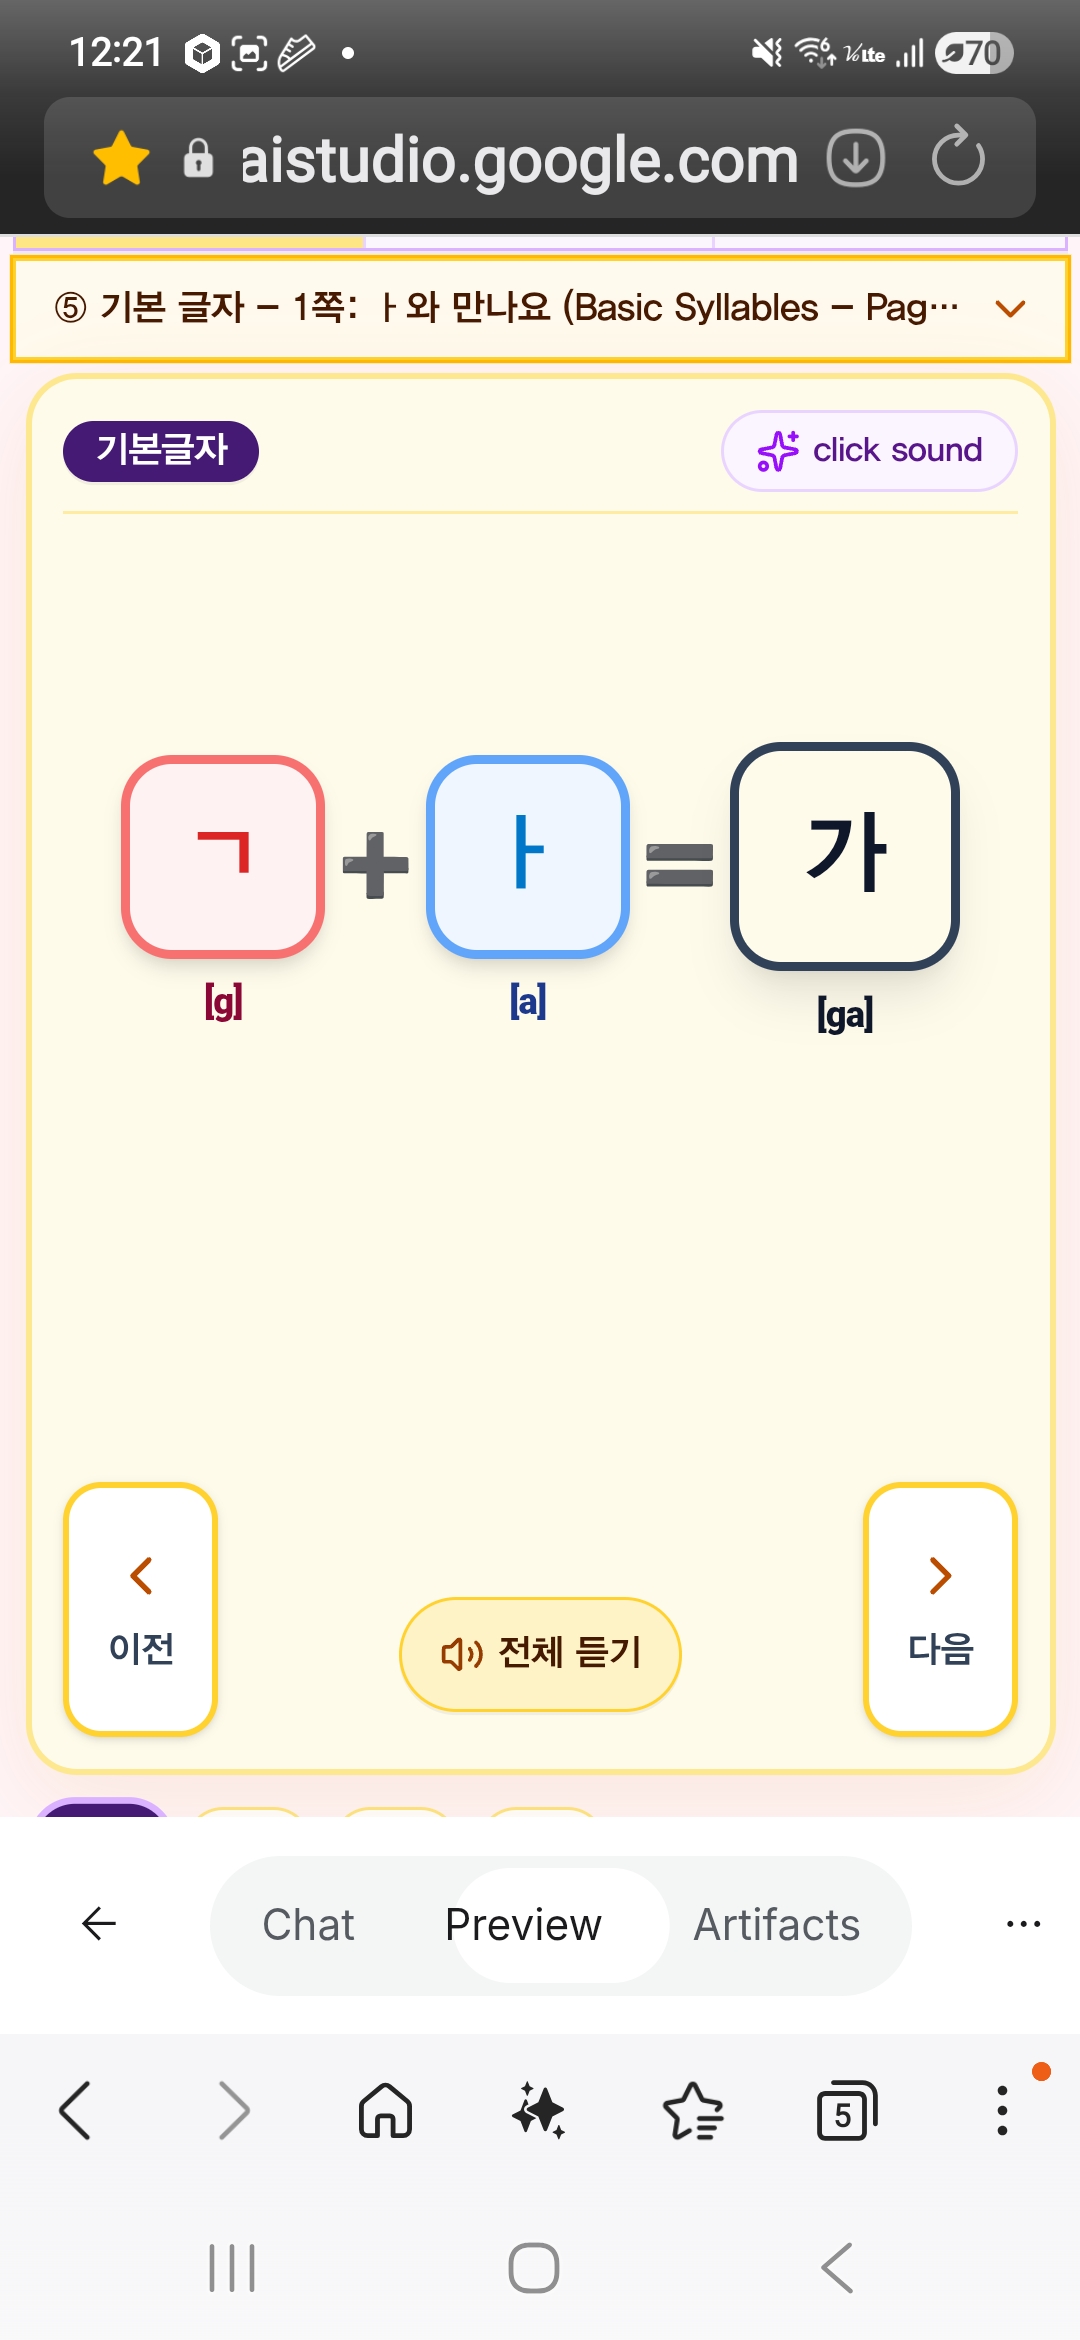 12:21
70
aistudio.google.com
⑤ 기본 글자 – 1쪽: ㅏ와 만나요 (Basic Syllables – Pag…
기본글자
click sound
ㄱ + ㅏ = 가
[g] [a] [ga]
이전
전체 듣기
다음
Chat Preview Artifacts
5